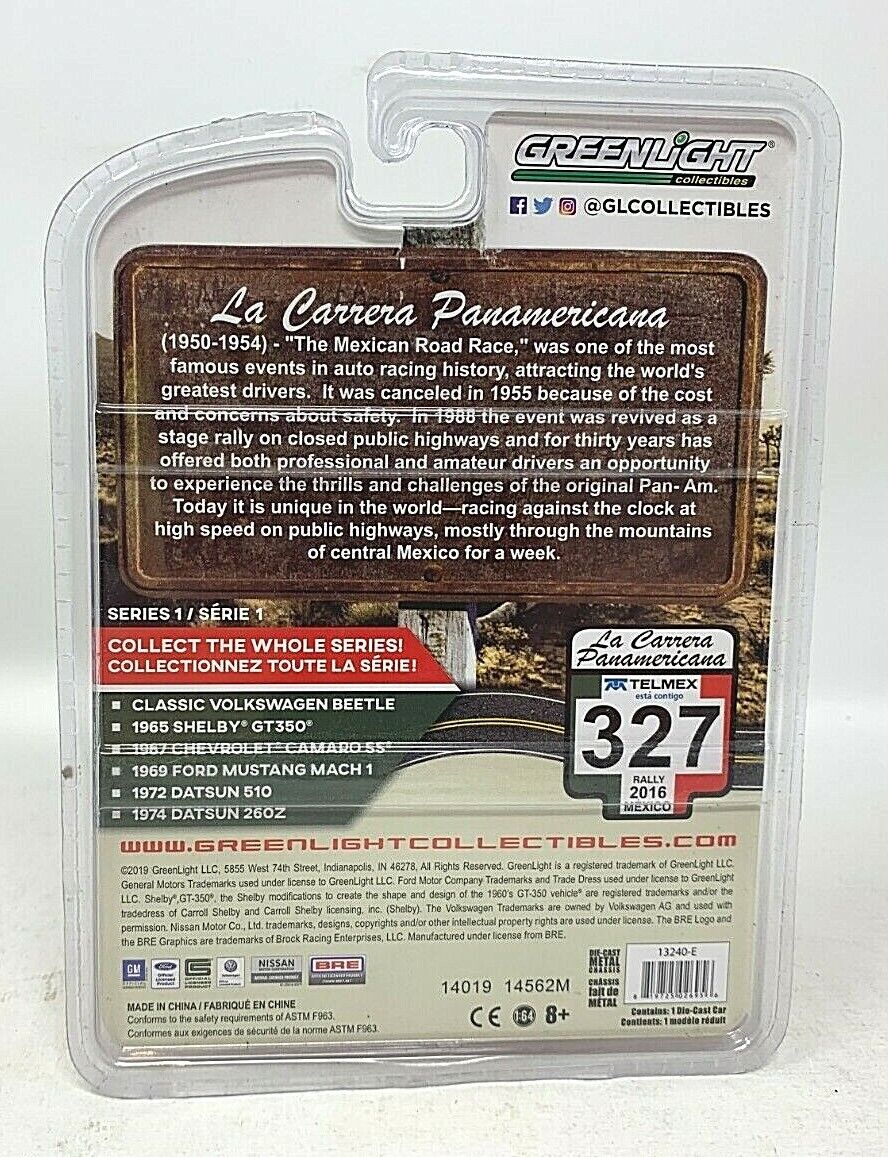 GREENLIGHT®
collectibles
@GLCOLLECTIBLES
La Carrera Panamericana
(1950-1954) - "The Mexican Road Race," was one of the most
famous events in auto racing history, attracting the world's
greatest drivers. It was canceled in 1955 because of the cost
and concerns about safety. In 1988 the event was revived as a
stage rally on closed public highways and for thirty years has
offered both professional and amateur drivers an opportunity
to experience the thrills and challenges of the original Pan- Am.
Today it is unique in the world—racing against the clock at
high speed on public highways, mostly through the mountains
of central Mexico for a week.
SERIES 1 / SÉRIE 1
COLLECT THE WHOLE SERIES!
COLLECTIONNEZ TOUTE LA SÉRIE!
CLASSIC VOLKSWAGEN BEETLE
1965 SHELBY® GT350®
1967 CHEVROLET® CAMARO SS®
1969 FORD MUSTANG MACH 1
1972 DATSUN 510
1974 DATSUN 260Z
La Carrera
Panamericana
TELMEX
está contigo
327
RALLY
2016
MÉXICO
www.GREENLIGHTCOLLECTIBLES.com
©2019 GreenLight LLC, 5855 West 74th Street, Indianapolis, IN 46278, All Rights Reserved. GreenLight is a registered trademark of GreenLight LLC.
General Motors Trademarks used under license to GreenLight LLC. Ford Motor Company Trademarks and Trade Dress used under license to GreenLight
LLC. Shelby®,GT-350®, the Shelby modifications to create the shape and design of the 1960's GT-350 vehicle® are registered trademarks and/or the
tradedress of Carroll Shelby and Carroll Shelby licensing, inc. (Shelby). The Volkswagen Trademarks are owned by Volkswagen AG and used with
permission. Nissan Motor Co., Ltd. trademarks, designs, copyrights and/or other intellectual property rights are used under license. The BRE Logo and
the BRE Graphics are trademarks of Brock Racing Enterprises, LLC. Manufactured under license from BRE.
GM
Ford
Official
Licensed
Product
NISSAN
BRE
DIE-CAST
METAL
CHASSIS
CHÂSSIS
fait de
MÉTAL
13240-E
Contains: 1 Die-Cast Car
Contient: 1 modèle réduit
14019 14562M
CE 1:64 8+
MADE IN CHINA / FABRIQUÉ EN CHINE
Conforms to the safety requirements of ASTM F963.
Conformes aux exigences de sécurité de la norme ASTM F963.